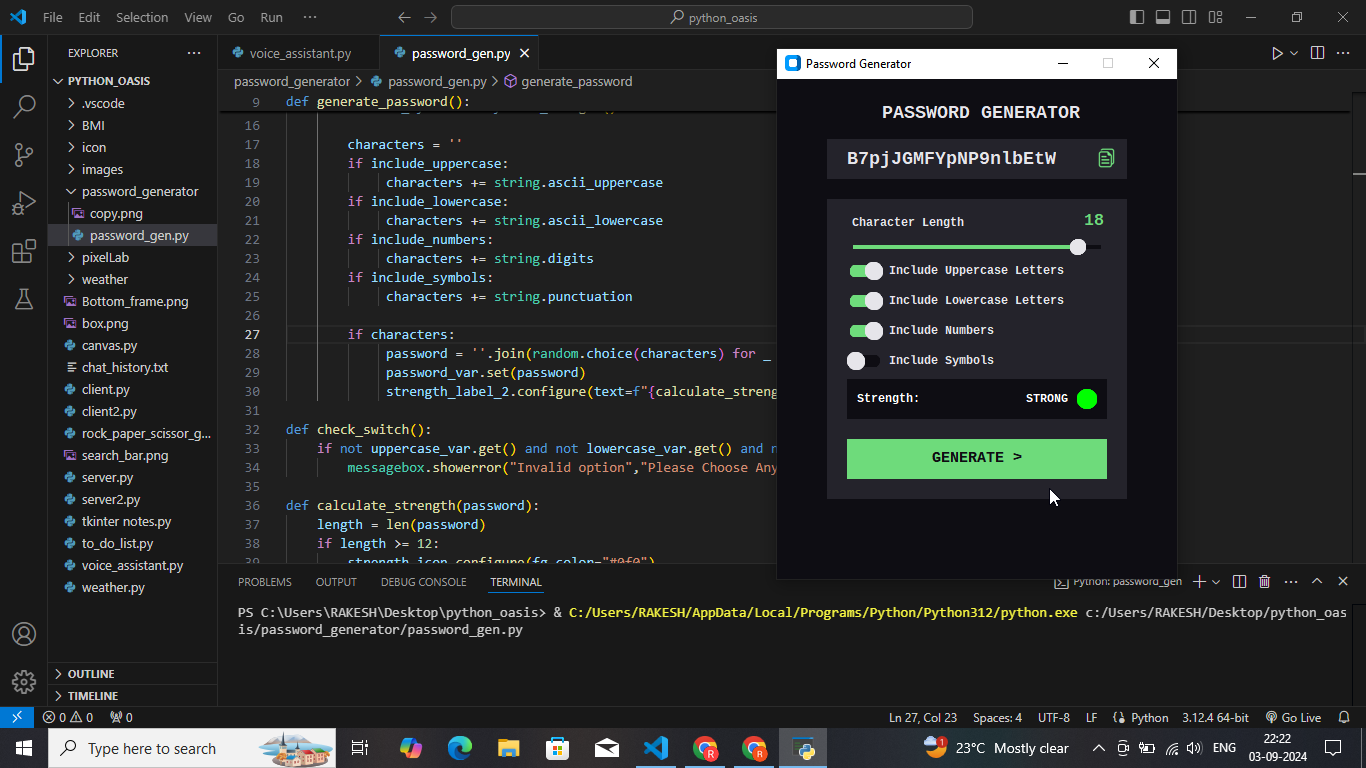 File Edit Selection View Go Run ··· python_oasis
EXPLORER ···
PYTHON_OASIS
.vscode
BMI
icon
images
password_generator
copy.png
password_gen.py
pixelLab
weather
Bottom_frame.png
box.png
canvas.py
chat_history.txt
client.py
client2.py
rock_paper_scissor_g...
search_bar.png
server.py
server2.py
tkinter notes.py
to_do_list.py
voice_assistant.py
weather.py
OUTLINE
TIMELINE
voice_assistant.py password_gen.py
password_generator > password_gen.py > generate_password
9 def generate_password():
16
17 characters = ''
18 if include_uppercase:
19 characters += string.ascii_uppercase
20 if include_lowercase:
21 characters += string.ascii_lowercase
22 if include_numbers:
23 characters += string.digits
24 if include_symbols:
25 characters += string.punctuation
26
27 if characters:
28 password = ''.join(random.choice(characters) for _
29 password_var.set(password)
30 strength_label_2.configure(text=f"{calculate_streng
31
32 def check_switch():
33 if not uppercase_var.get() and not lowercase_var.get() and n
34 messagebox.showerror("Invalid option","Please Choose Any
35
36 def calculate_strength(password):
37 length = len(password)
38 if length >= 12:
39 strength_icon.configure(fg_color="#0f0")
Password Generator
PASSWORD GENERATOR
B7pjJGMFYpNP9nlbEtW
Character Length 18
Include Uppercase Letters
Include Lowercase Letters
Include Numbers
Include Symbols
Strength: STRONG
GENERATE >
PROBLEMS OUTPUT DEBUG CONSOLE TERMINAL Python: password_gen
PS C:\Users\RAKESH\Desktop\python_oasis> & C:/Users/RAKESH/AppData/Local/Programs/Python/Python312/python.exe c:/Users/RAKESH/Desktop/python_oas
is/password_generator/password_gen.py
0 0 0 Ln 27, Col 23 Spaces: 4 UTF-8 LF Python 3.12.4 64-bit Go Live
Type here to search 23°C Mostly clear ENG 22:22
03-09-2024